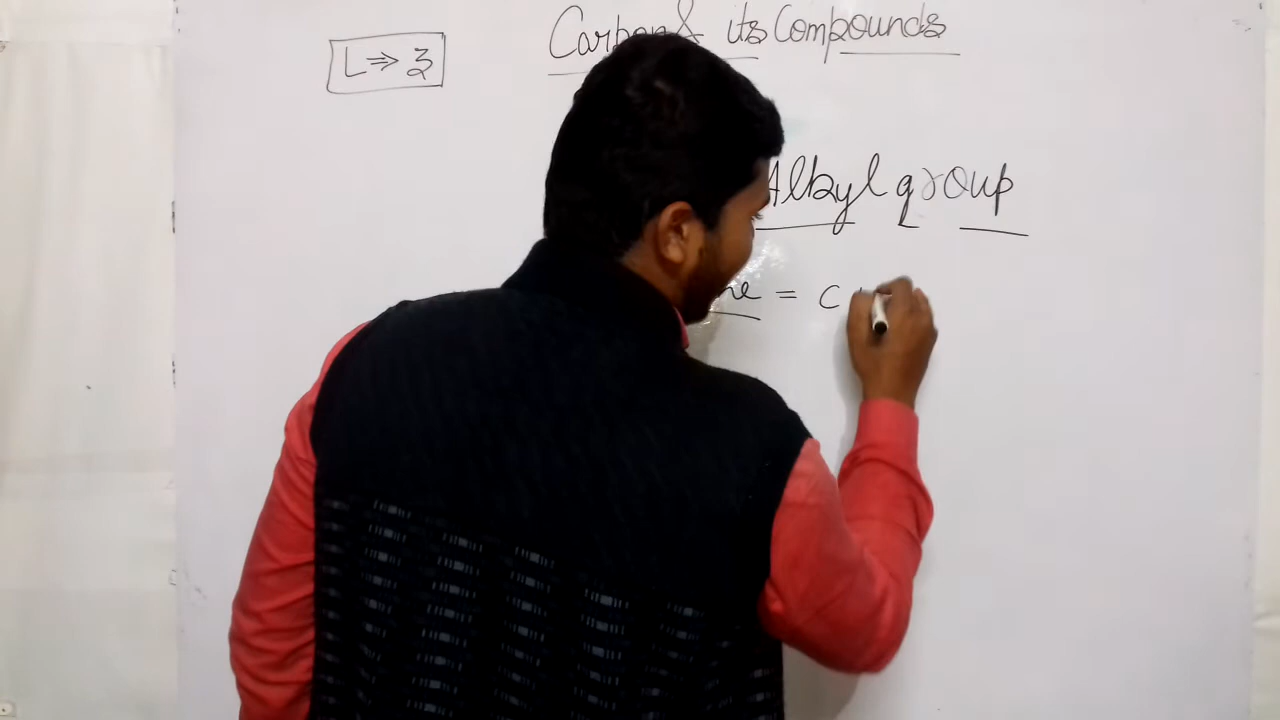 Carbon & its Compounds
L ⇒ 3
Alkyl group
= C